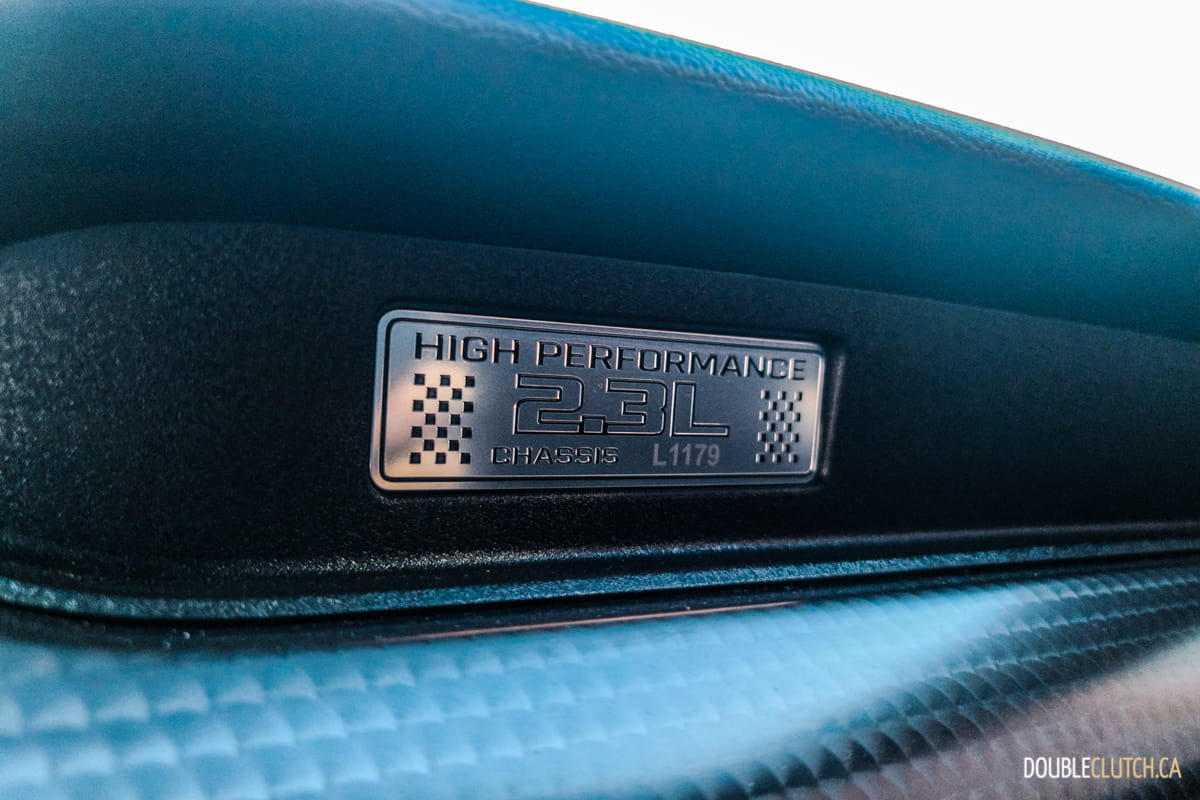 HIGH PERFORMANCE
2.3L
CHASSIS L1179
DOUBLECLUTCH.CA